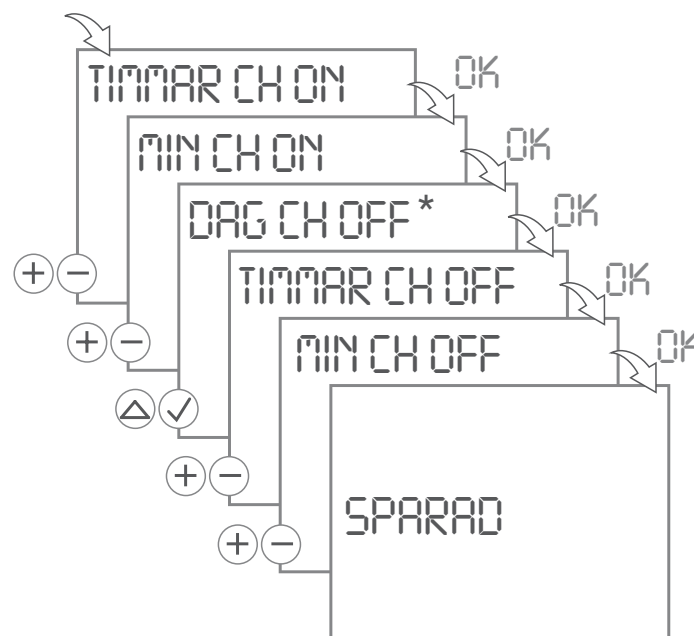 TIMMAR CH ON
OK
MIN CH ON
OK
DAG CH OFF*
OK
+ −
TIMMAR CH OFF
OK
+ −
MIN CH OFF
OK
+ −
+ −
SPARAD